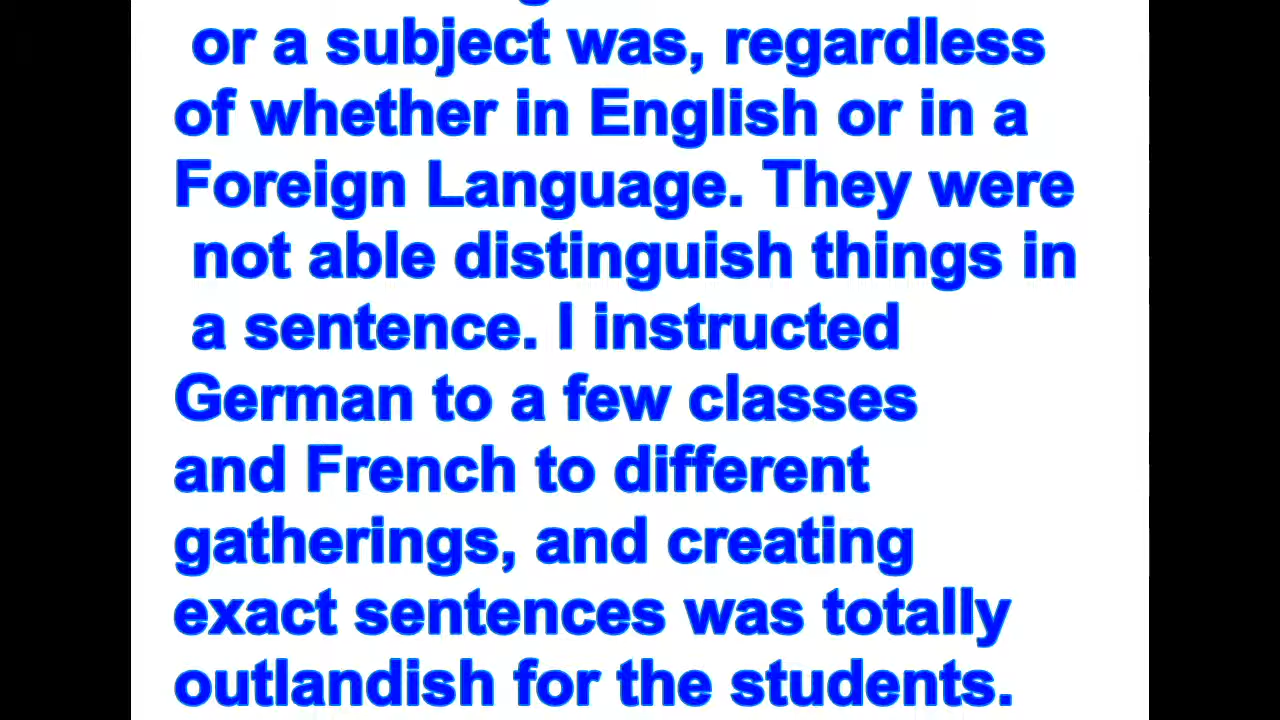 or a subject was, regardless
of whether in English or in a
Foreign Language. They were
not able distinguish things in
a sentence. I instructed
German to a few classes
and French to different
gatherings, and creating
exact sentences was totally
outlandish for the students.